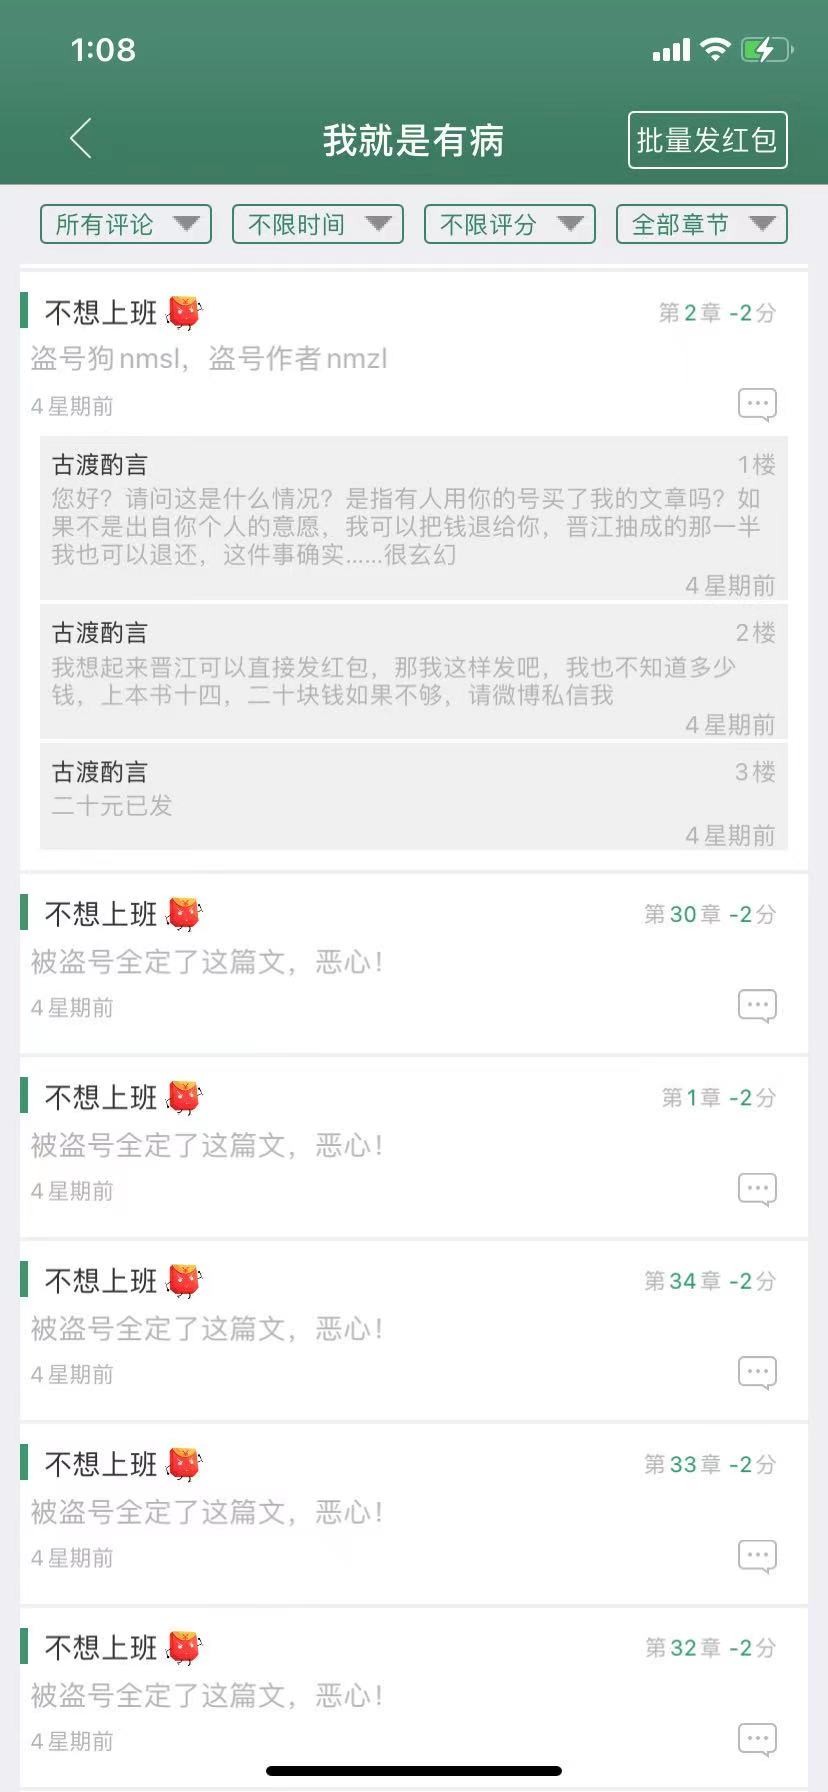 1:08
我就是有病
批量发红包
所有评论
不限时间
不限评分
全部章节
不想上班
第2章 -2分
盗号狗nmsl，盗号作者nmzl
4星期前
古渡酌言
1楼
您好？请问这是什么情况？是指有人用你的号买了我的文章吗？如
果不是出自你个人的意愿，我可以把钱退给你，晋江抽成的那一半
我也可以退还，这件事确实……很玄幻
4星期前
古渡酌言
2楼
我想起来晋江可以直接发红包，那我这样发吧，我也不知道多少
钱，上本书十四，二十块钱如果不够，请微博私信我
4星期前
古渡酌言
3楼
二十元已发
4星期前
不想上班
第30章 -2分
被盗号全定了这篇文，恶心！
4星期前
不想上班
第1章 -2分
被盗号全定了这篇文，恶心！
4星期前
不想上班
第34章 -2分
被盗号全定了这篇文，恶心！
4星期前
不想上班
第33章 -2分
被盗号全定了这篇文，恶心！
4星期前
不想上班
第32章 -2分
被盗号全定了这篇文，恶心！
4星期前